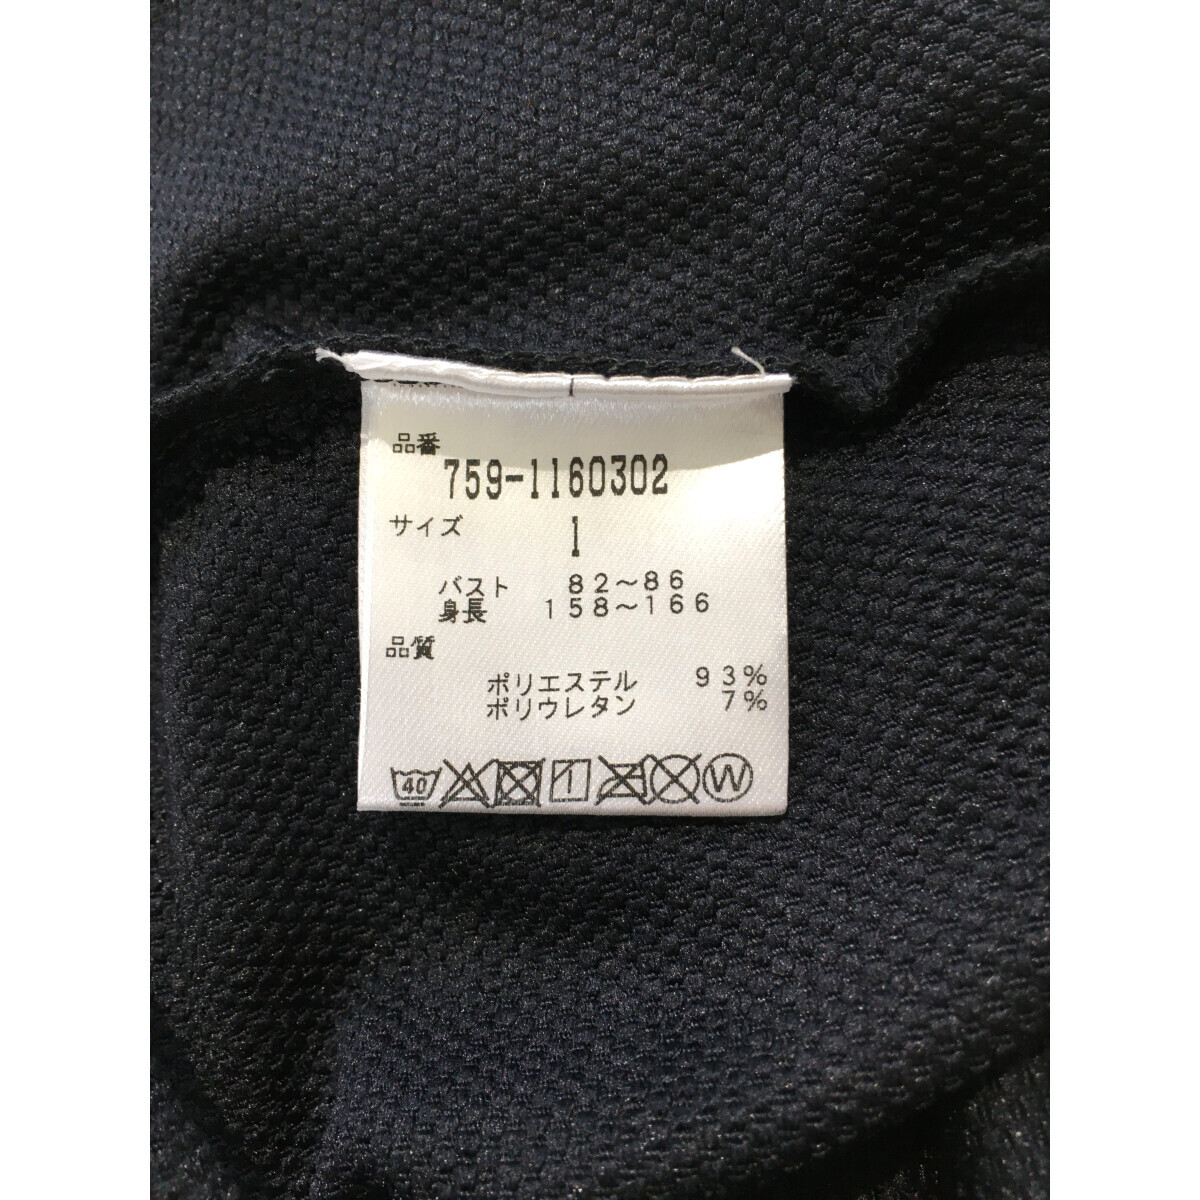 品番
759-1160302
サイズ 1
バスト 82～86
身長 158～166
品質
ポリエステル 93%
ポリウレタン 7%
40 W